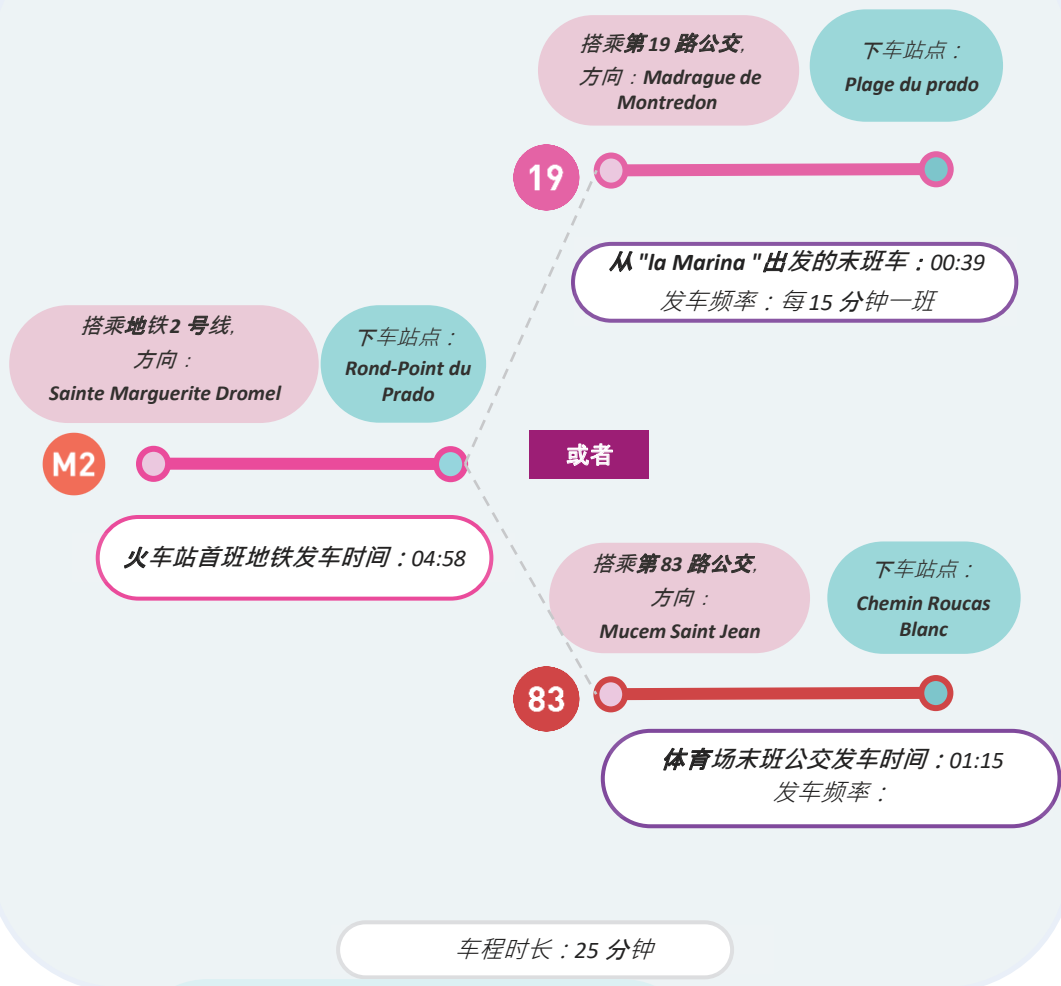 搭乘第19 路公交,
方向：Madrague de
Montredon
下车站点：
Plage du prado
19
从 "la Marina "出发的末班车：00:39
发车频率：每 15 分钟一班
搭乘地铁2 号线,
方向：
Sainte Marguerite Dromel
下车站点：
Rond-Point du
Prado
M2
或者
火车站首班地铁发车时间：04:58
搭乘第83 路公交,
方向：
Mucem Saint Jean
下车站点：
Chemin Roucas
Blanc
83
体育场末班公交发车时间：01:15
发车频率：
车程时长：25 分钟